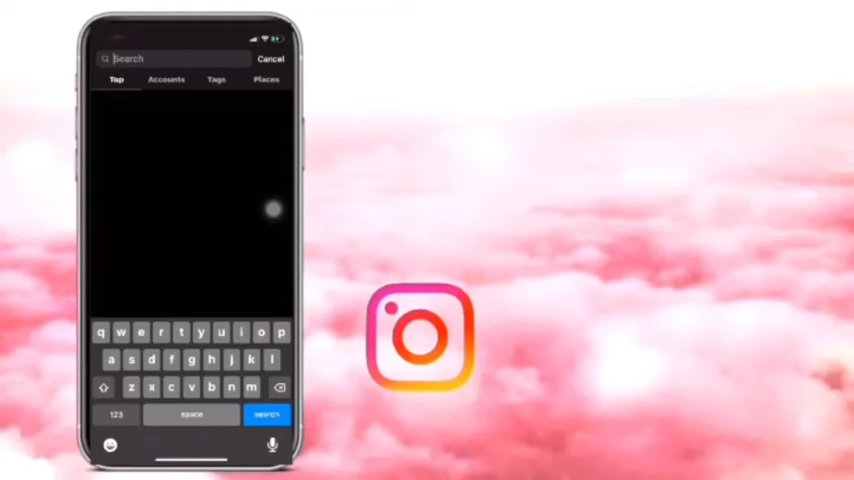 Search Cancel
Top Accounts Tags Places
q w e r t y u i o p
a s d f g h j k l
z x c v b n m
123 space search